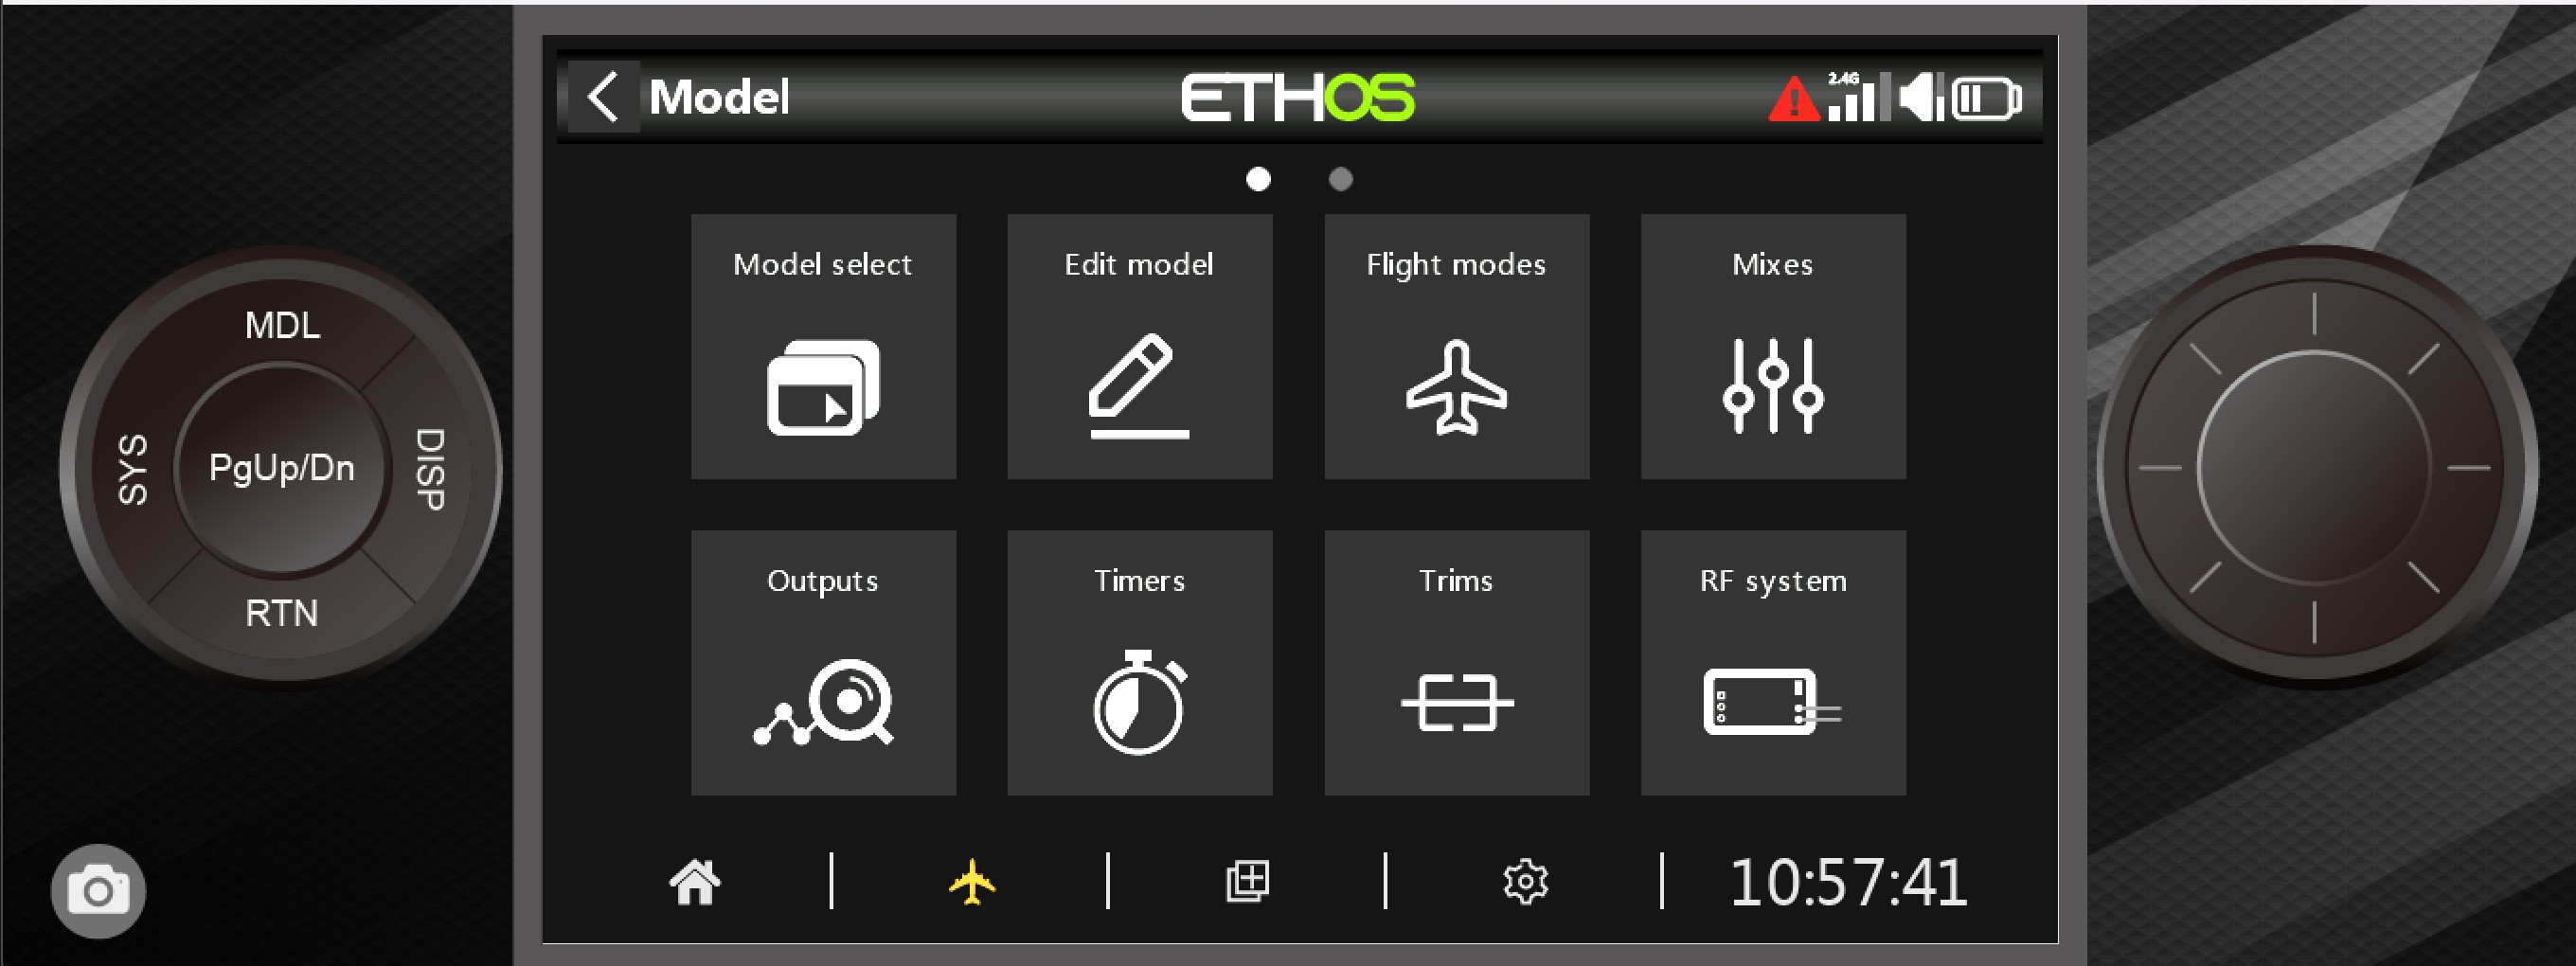 Model
ETHOS
2.4G
Model select
Edit model
Flight modes
Mixes
MDL
SYS
PgUp/Dn
DISP
RTN
Outputs
Timers
Trims
RF system
10:57:41